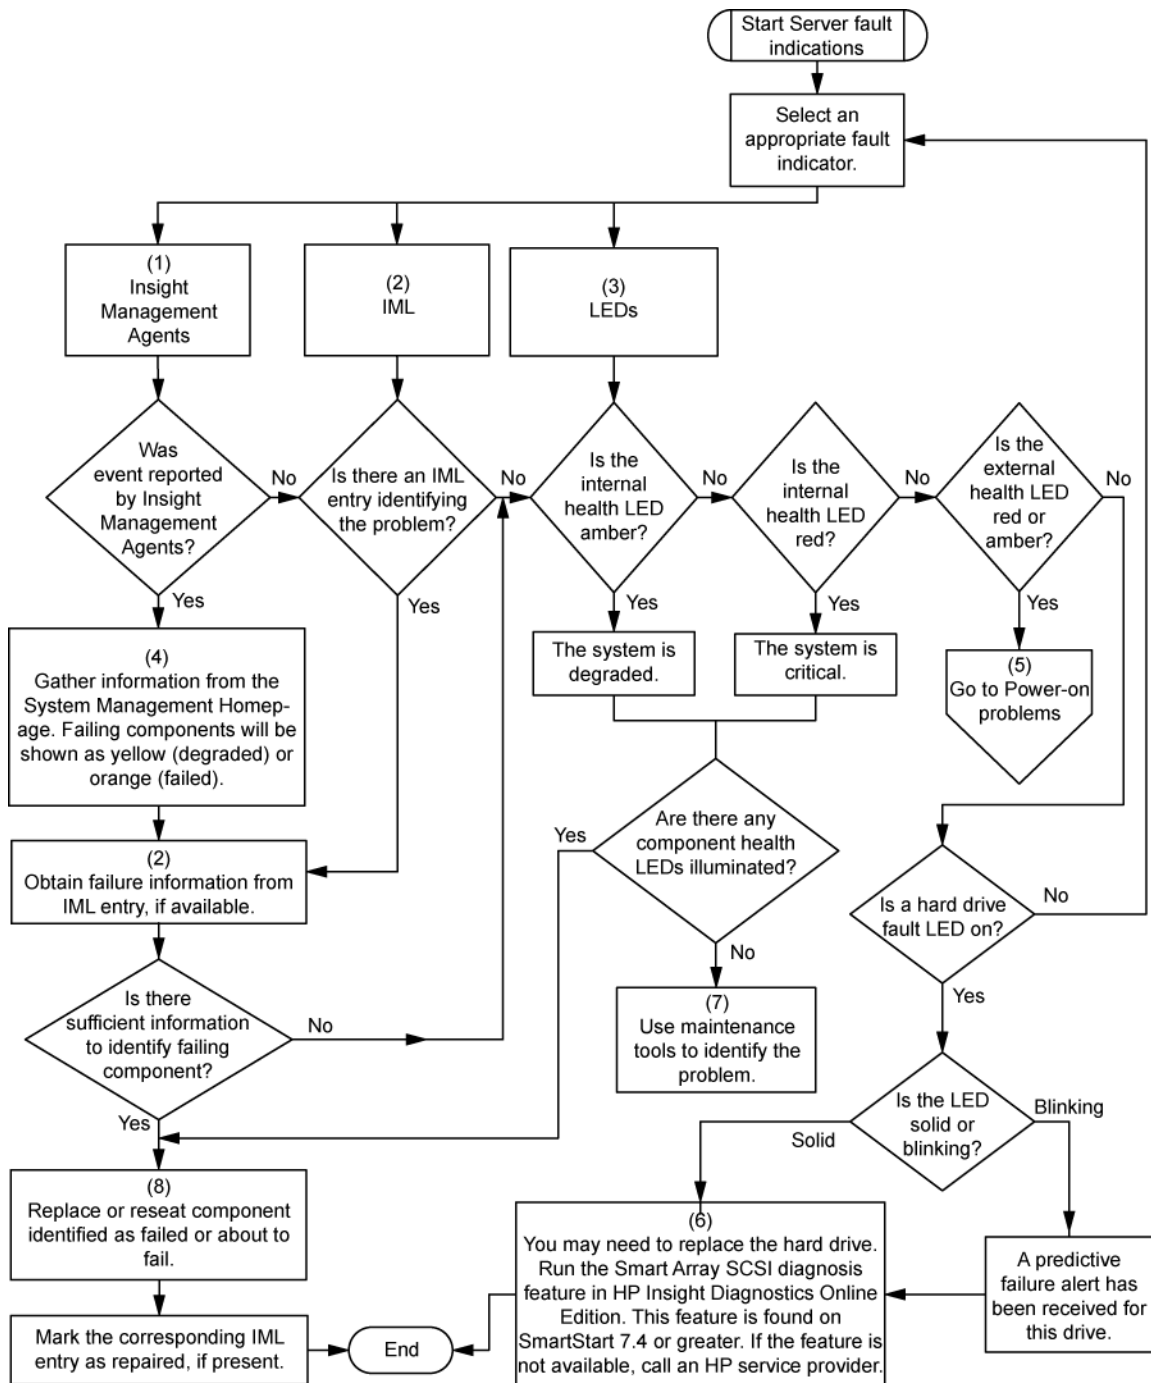 Start Server fault
indications
Select an
appropriate fault
indicator.
(1)
Insight
Management
Agents
(2)
IML
(3)
LEDs
Was
event reported
by Insight
Management
Agents?
No
Is there an IML
entry identifying
the problem?
No
Is the
internal
health LED
amber?
No
Is the
internal
health LED
red?
No
Is the
external
health LED
red or
amber?
No
Yes
Yes
Yes
Yes
Yes
(4)
Gather information from the
System Management Homep-
age. Failing components will be
shown as yellow (degraded) or
orange (failed).
The system is
degraded.
The system is
critical.
(5)
Go to Power-on
problems
Are there any
component health
LEDs illuminated?
Yes
No
(2)
Obtain failure information from
IML entry, if available.
Is a hard drive
fault LED on?
No
Yes
Is there
sufficient information
to identify failing
component?
No
Yes
(7)
Use maintenance
tools to identify the
problem.
Is the LED
solid or
blinking?
Solid
Blinking
(8)
Replace or reseat component
identified as failed or about to
fail.
(6)
You may need to replace the hard drive.
Run the Smart Array SCSI diagnosis
feature in HP Insight Diagnostics Online
Edition. This feature is found on
SmartStart 7.4 or greater. If the feature is
not available, call an HP service provider.
A predictive
failure alert has
been received for
this drive.
Mark the corresponding IML
entry as repaired, if present.
End